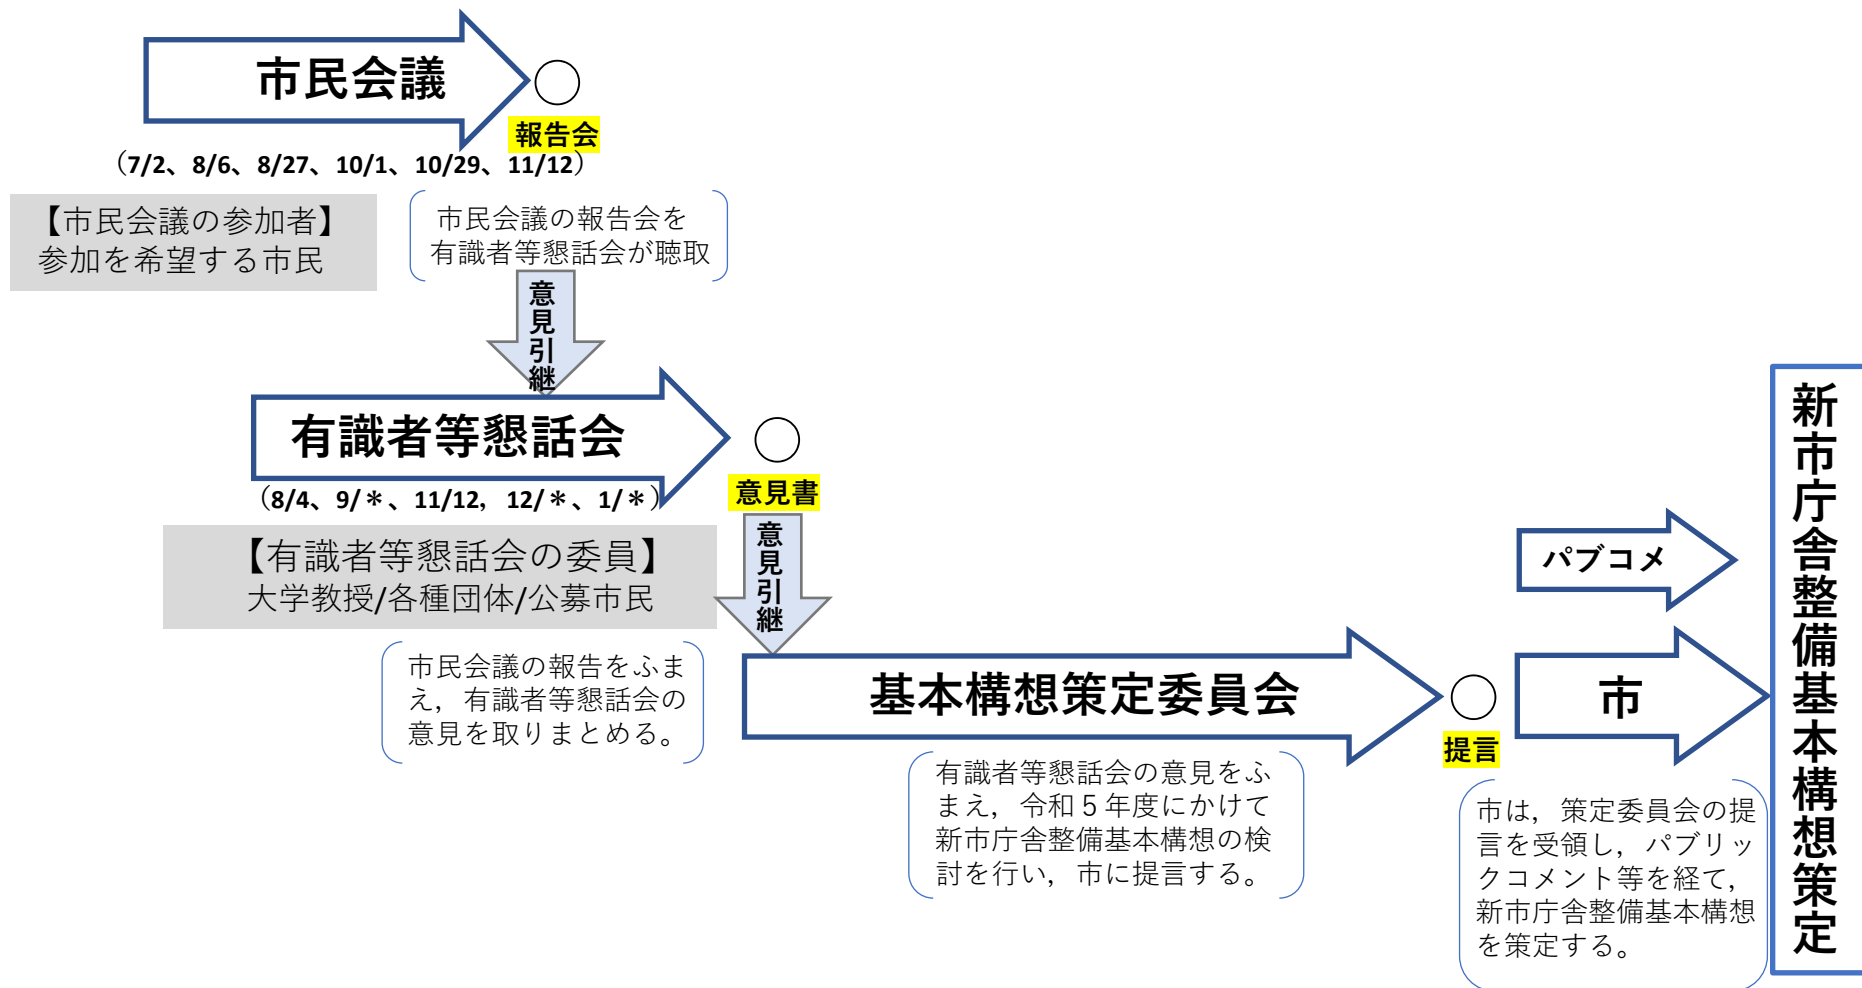 市民会議
報告会
（7/2、8/6、8/27、10/1、10/29、11/12）
【市民会議の参加者】
参加を希望する市民
市民会議の報告会を
有識者等懇話会が聴取
意見引継
有識者等懇話会
意見書
（8/4、9/＊、11/12，12/＊、1/＊）
【有識者等懇話会の委員】
大学教授/各種団体/公募市民
意見引継
市民会議の報告をふま
え，有識者等懇話会の
意見を取りまとめる。
基本構想策定委員会
提言
有識者等懇話会の意見をふ
まえ，令和５年度にかけて
新市庁舎整備基本構想の検
討を行い，市に提言する。
パブコメ
市
市は，策定委員会の提
言を受領し，パブリッ
クコメント等を経て，
新市庁舎整備基本構想
を策定する。
新市庁舎整備基本構想策定